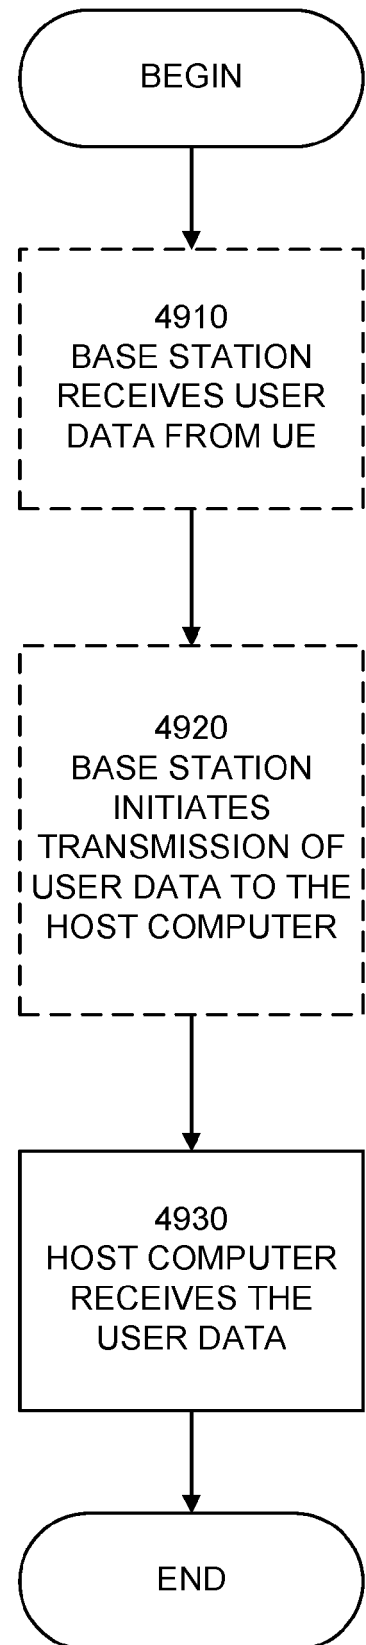 BEGIN
4910
BASE STATION
RECEIVES USER
DATA FROM UE
4920
BASE STATION
INITIATES
TRANSMISSION OF
USER DATA TO THE
HOST COMPUTER
4930
HOST COMPUTER
RECEIVES THE
USER DATA
END